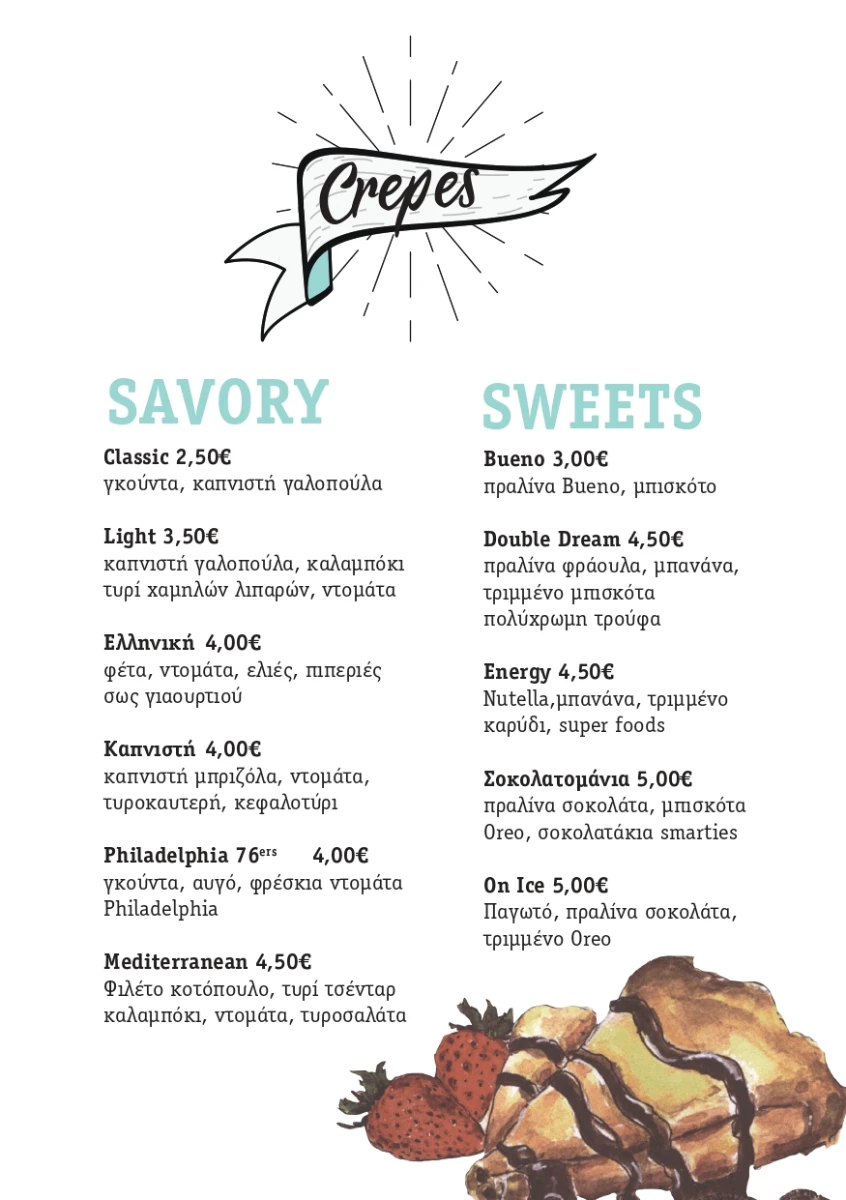 Crepes
SAVORY
Classic 2,50€
γκούντα, καπνιστή γαλοπούλα
Light 3,50€
καπνιστή γαλοπούλα, καλαμπόκι
τυρί χαμηλών λιπαρών, ντομάτα
Ελληνική 4,00€
φέτα, ντομάτα, ελιές, πιπεριές
σως γιαουρτιού
Καπνιστή 4,00€
καπνιστή μπριζόλα, ντομάτα,
τυροκαυτερή, κεφαλοτύρι
Philadelphia 76ers 4,00€
γκούντα, αυγό, φρέσκια ντομάτα
Philadelphia
Mediterranean 4,50€
Φιλέτο κοτόπουλο, τυρί τσένταρ
καλαμπόκι, ντομάτα, τυροσαλάτα
SWEETS
Bueno 3,00€
πραλίνα Bueno, μπισκότο
Double Dream 4,50€
πραλίνα φράουλα, μπανάνα,
τριμμένο μπισκότα
πολύχρωμη τρούφα
Energy 4,50€
Nutella,μπανάνα, τριμμένο
καρύδι, super foods
Σοκολατομάνια 5,00€
πραλίνα σοκολάτα, μπισκότα
Oreo, σοκολατάκια smarties
On Ice 5,00€
Παγωτό, πραλίνα σοκολάτα,
τριμμένο Oreo